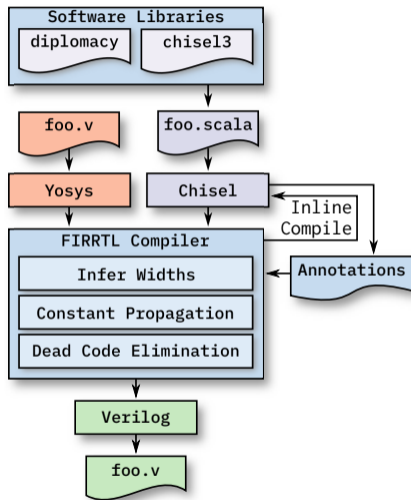 Software Libraries
diplomacy
chisel3
foo.v
foo.scala
Yosys
Chisel
Inline
Compile
FIRRTL Compiler
Infer Widths
Annotations
Constant Propagation
Dead Code Elimination
Verilog
foo.v